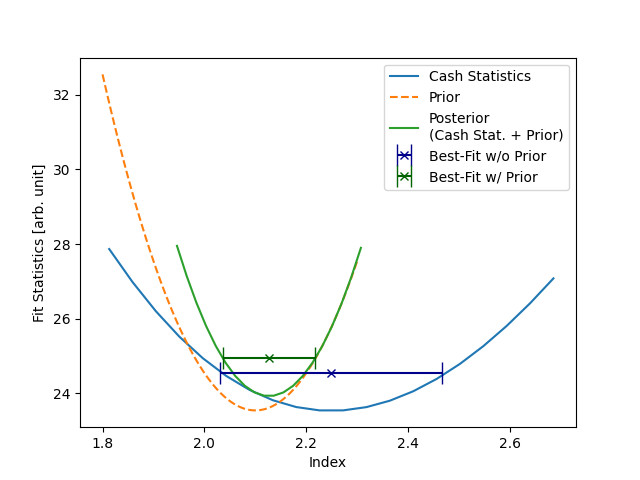 Fit Statistics [arb. unit]
32
30
28
26
24
Cash Statistics
Prior
Posterior
(Cash Stat. + Prior)
Best-Fit w/o Prior
Best-Fit w/ Prior
1.8 2.0 2.2 2.4 2.6
Index